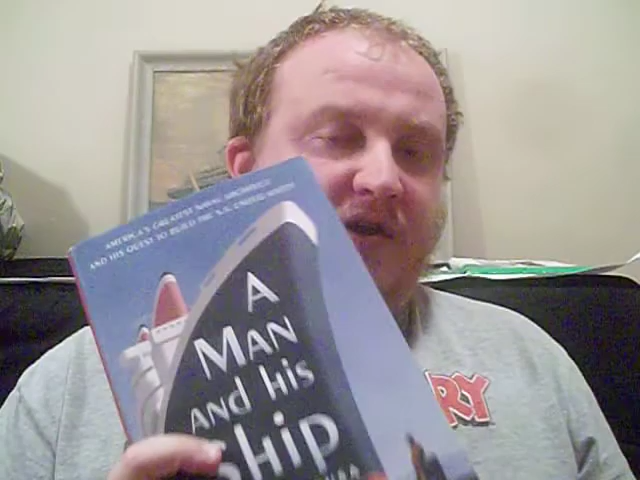 AMERICA'S GREATEST NAVAL ARCHITECT
AND HIS QUEST TO BUILD THE S.S. UNITED STATES
A
MAN
AND HIS
SHIP
RY